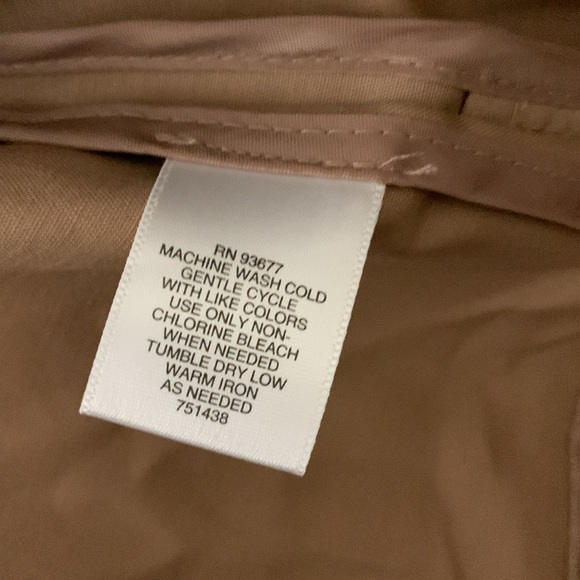 RN 93677
MACHINE WASH COLD
GENTLE CYCLE
WITH LIKE COLORS
USE ONLY NON-
CHLORINE BLEACH
WHEN NEEDED
TUMBLE DRY LOW
WARM IRON
AS NEEDED
751438